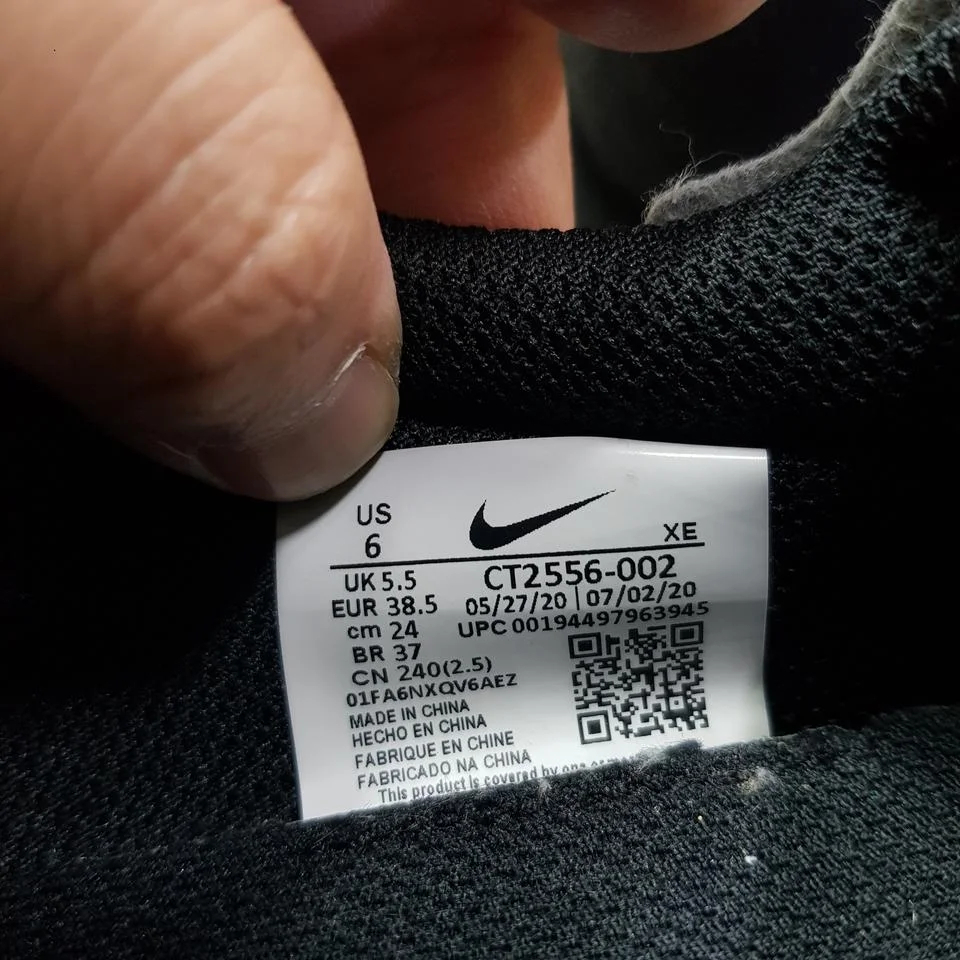 US
6
XE
UK 5.5
CT2556-002
EUR 38.5
05/27/20 | 07/02/20
cm 24
UPC 00194497963945
BR 37
CN 240(2.5)
01FA6NXQV6AEZ
MADE IN CHINA
HECHO EN CHINA
FABRIQUE EN CHINE
FABRICADO NA CHINA
This product is covered by one or